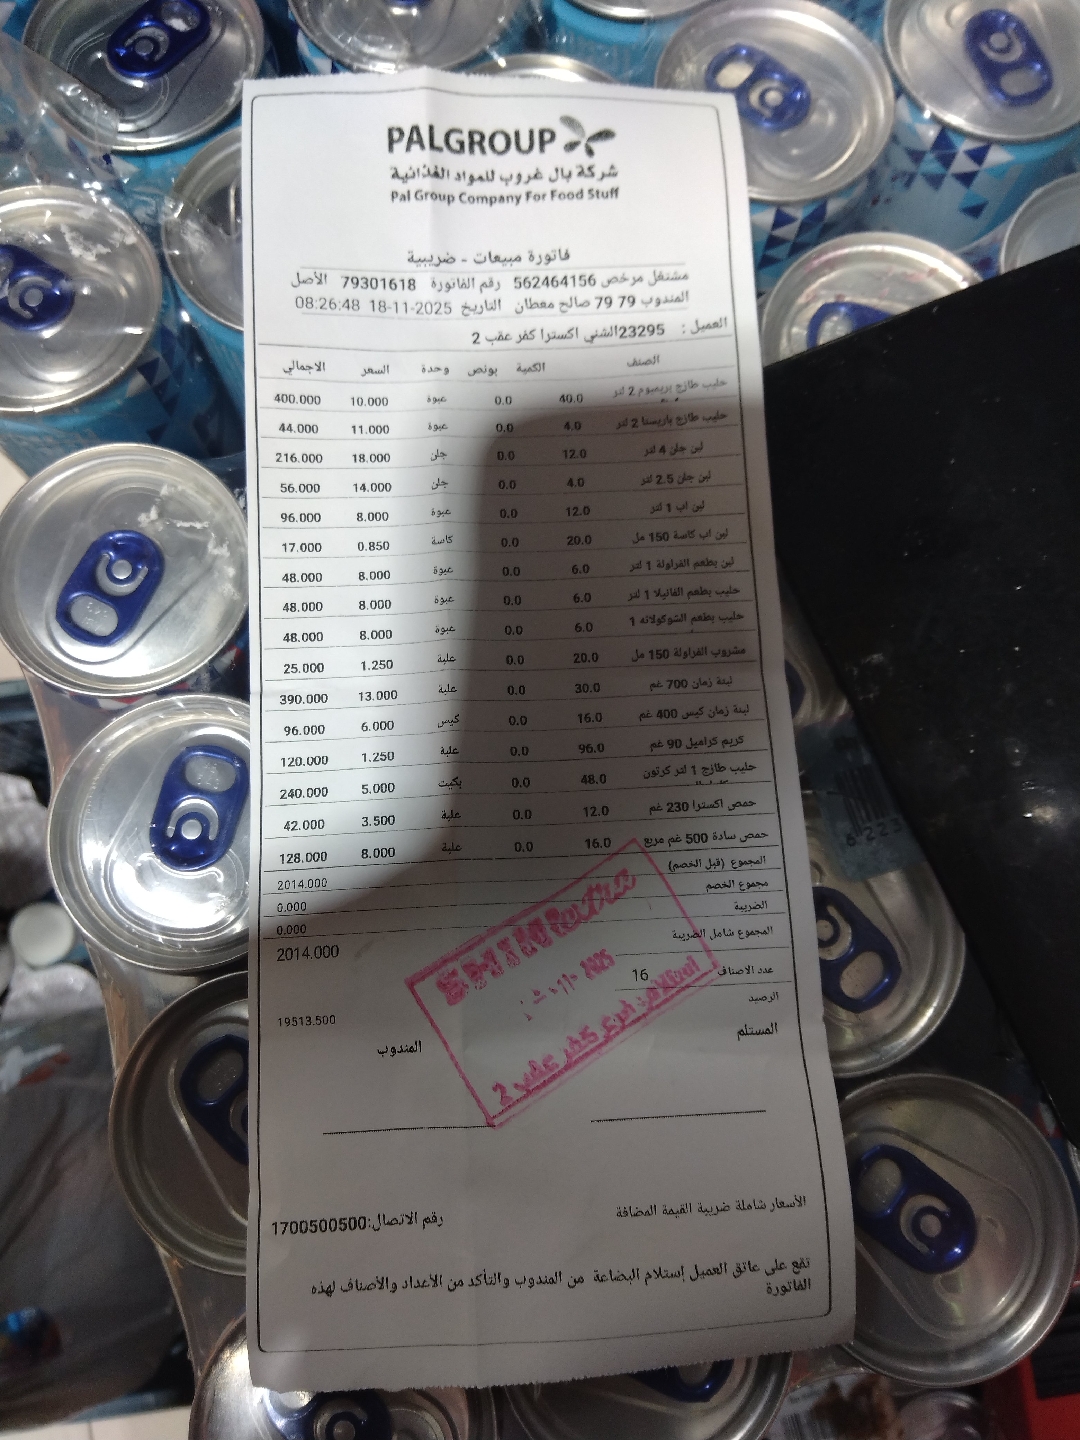 PALGROUP
شركة بال غروب للمواد الغذائية
Pal Group Company For Food Stuff
فاتورة مبيعات - ضريبية
مشتغل مرخص 562464156 رقم الفاتورة 79301618 الأصل
المندوب 79 79 صالح معطان التاريخ 18-11-2025 08:26:48
العميل : 23295الشني اكسترا كفر عقب 2
الصنف الكمية بونص وحدة السعر الاجمالي
حليب طازج بريميوم 2 لتر 40.0 0.0 عبوة 10.000 400.000
حليب طازج باريستا 2 لتر 4.0 0.0 عبوة 11.000 44.000
لبن جلن 4 لتر 12.0 0.0 جلن 18.000 216.000
لبن جلن 2.5 لتر 4.0 0.0 جلن 14.000 56.000
لبن اب 1 لتر 12.0 0.0 عبوة 8.000 96.000
لبن اب كاسة 150 مل 20.0 0.0 كاسة 0.850 17.000
لبن بطعم الفراولة 1 لتر 6.0 0.0 عبوة 8.000 48.000
حليب بطعم الفانيلا 1 لتر 6.0 0.0 عبوة 8.000 48.000
حليب بطعم الشوكولاته 1 6.0 0.0 عبوة 8.000 48.000
مشروب الفراولة 150 مل 20.0 0.0 علبة 1.250 25.000
لبنة زمان 700 غم 30.0 0.0 علبة 13.000 390.000
لبنة زمان كيس 400 غم 16.0 0.0 كيس 6.000 96.000
كريم كراميل 90 غم 96.0 0.0 علبة 1.250 120.000
حليب طازج 1 لتر كرتون 48.0 0.0 بكيت 5.000 240.000
حمص اكسترا 230 غم 12.0 0.0 علبة 3.500 42.000
حمص سادة 500 غم مربع 16.0 0.0 علبة 8.000 128.000
المجموع (قبل الخصم) 2014.000
مجموع الخصم 0.000
الضريبة 0.000
المجموع شامل الضريبة 2014.000
عدد الاصناف 16
الرصيد 19513.500
المستلم المندوب
2025
كفر عقب 2
الأسعار شاملة ضريبة القيمة المضافة
رقم الاتصال:1700500500
تقع على عاتق العميل إستلام البضاعة من المندوب والتأكد من الأعداد والأصناف لهذه
الفاتورة